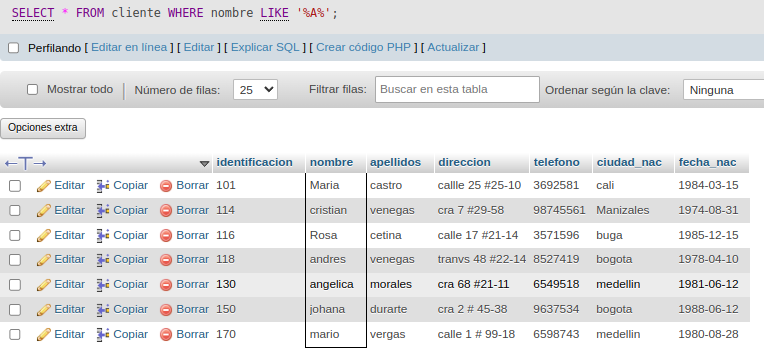 SELECT * FROM cliente WHERE nombre LIKE '%A%';
Perfilando [ Editar en línea ] [ Editar ] [ Explicar SQL ] [ Crear código PHP ] [ Actualizar ]
Mostrar todo Número de filas: 25 Filtrar filas: Buscar en esta tabla Ordenar según la clave: Ninguna
Opciones extra
←T→ identificacion nombre apellidos direccion telefono ciudad_nac fecha_nac
Editar Copiar Borrar 101 Maria castro callle 25 #25-10 3692581 cali 1984-03-15
Editar Copiar Borrar 114 cristian venegas cra 7 #29-58 98745561 Manizales 1974-08-31
Editar Copiar Borrar 116 Rosa cetina calle 17 #21-14 3571596 buga 1985-12-15
Editar Copiar Borrar 118 andres venegas tranvs 48 #22-14 8527419 bogota 1978-04-10
Editar Copiar Borrar 130 angelica morales cra 68 #21-11 6549518 medellin 1981-06-12
Editar Copiar Borrar 150 johana durarte cra 2 # 45-38 9637534 bogota 1988-06-12
Editar Copiar Borrar 170 mario vergas calle 1 # 99-18 6598743 medellin 1980-08-28